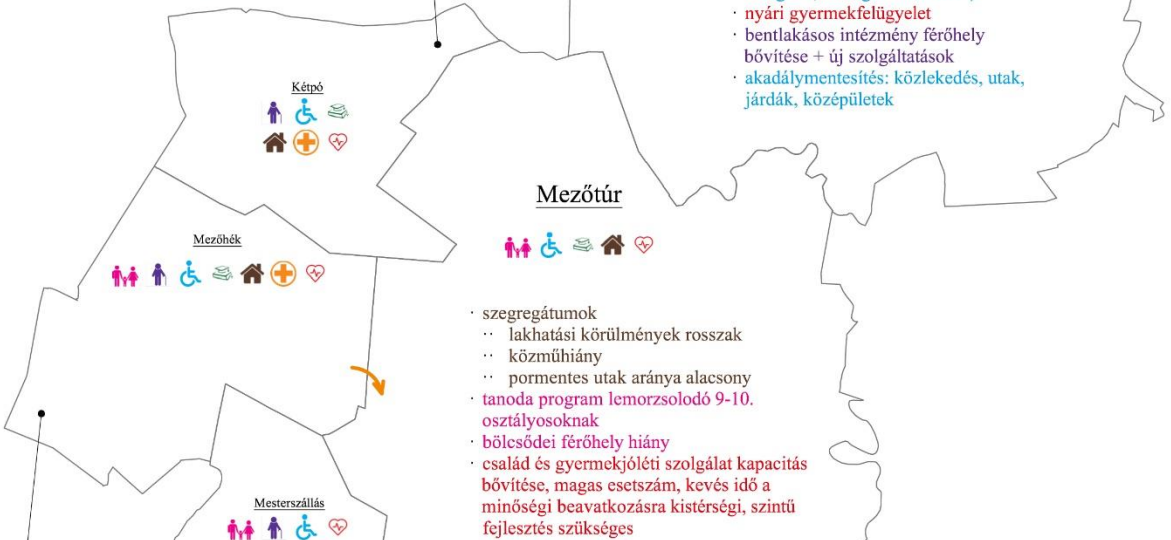 · nyári gyermekfelügyelet
· bentlakásos intézmény férőhely
bővítése + új szolgáltatások
· akadálymentesítés: közlekedés, utak,
járdák, középületek
Kétpó
Mezőtúr
Mezőhék
· szegregátumok
·· lakhatási körülmények rosszak
·· közműhiány
·· pormentes utak aránya alacsony
· tanoda program lemorzsolodó 9-10.
osztályosoknak
· bölcsődei férőhely hiány
· család és gyermekjóléti szolgálat kapacitás
bővítése, magas esetszám, kevés idő a
minőségi beavatkozásra kistérségi, szintű
fejlesztés szükséges
Mesterszállás